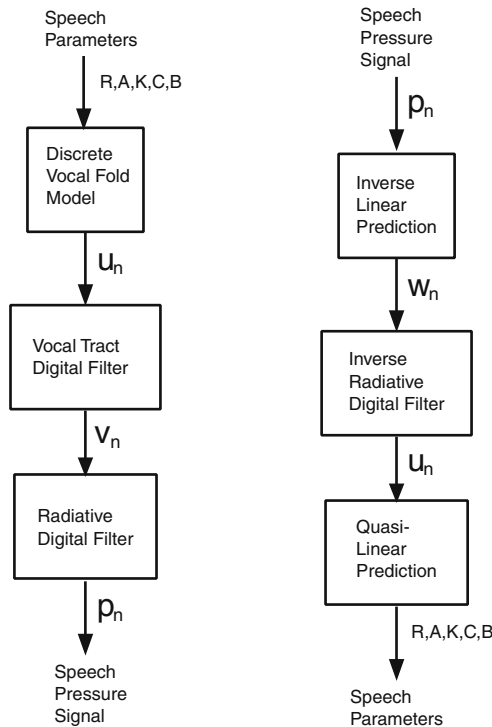 Speech
Parameters
R,A,K,C,B
Discrete
Vocal Fold
Model
un
Vocal Tract
Digital Filter
vn
Radiative
Digital Filter
pn
Speech
Pressure
Signal
Speech
Pressure
Signal
pn
Inverse
Linear
Prediction
wn
Inverse
Radiative
Digital Filter
un
Quasi-
Linear
Prediction
R,A,K,C,B
Speech
Parameters